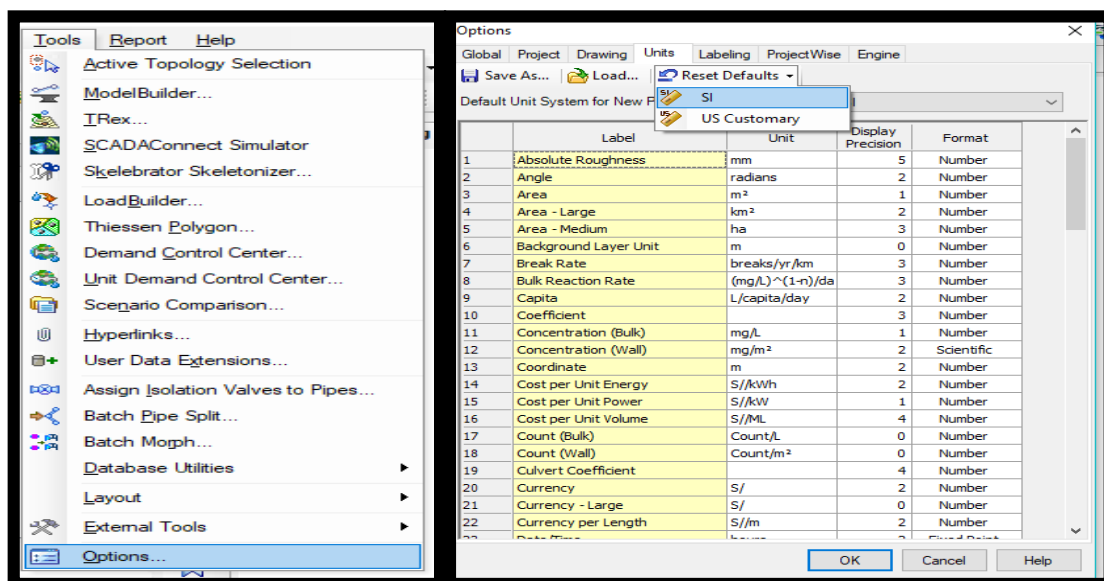 Tools Report Help
Active Topology Selection
ModelBuilder...
TRex...
SCADAConnect Simulator
Skelebrator Skeletonizer...
LoadBuilder...
Thiessen Polygon...
Demand Control Center...
Unit Demand Control Center...
Scenario Comparison...
Hyperlinks...
User Data Extensions...
Assign Isolation Valves to Pipes...
Batch Pipe Split...
Batch Morph...
Database Utilities
Layout
External Tools
Options...
Options
Global Project Drawing Units Labeling ProjectWise Engine
Save As... Load... Reset Defaults
Default Unit System for New P
SI
US Customary
Label Unit Display Precision Format
1 Absolute Roughness mm 5 Number
2 Angle radians 2 Number
3 Area m² 1 Number
4 Area - Large km² 2 Number
5 Area - Medium ha 3 Number
6 Background Layer Unit m 0 Number
7 Break Rate breaks/yr/km 3 Number
8 Bulk Reaction Rate (mg/L)^(1-n)/da 3 Number
9 Capita L/capita/day 2 Number
10 Coefficient 3 Number
11 Concentration (Bulk) mg/L 1 Number
12 Concentration (Wall) mg/m² 2 Scientific
13 Coordinate m 2 Number
14 Cost per Unit Energy S//kWh 2 Number
15 Cost per Unit Power S//kW 1 Number
16 Cost per Unit Volume S//ML 4 Number
17 Count (Bulk) Count/L 0 Number
18 Count (Wall) Count/m² 0 Number
19 Culvert Coefficient 4 Number
20 Currency S/ 2 Number
21 Currency - Large S/ 0 Number
22 Currency per Length S//m 2 Number
OK Cancel Help